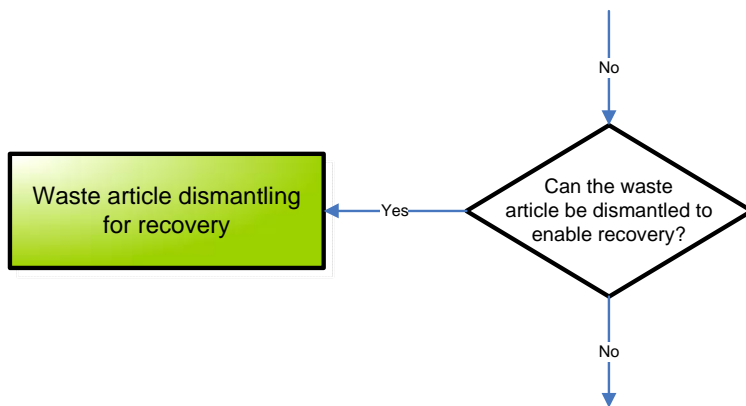 No
Waste article dismantling
for recovery
Yes
Can the waste
article be dismantled to
enable recovery?
No